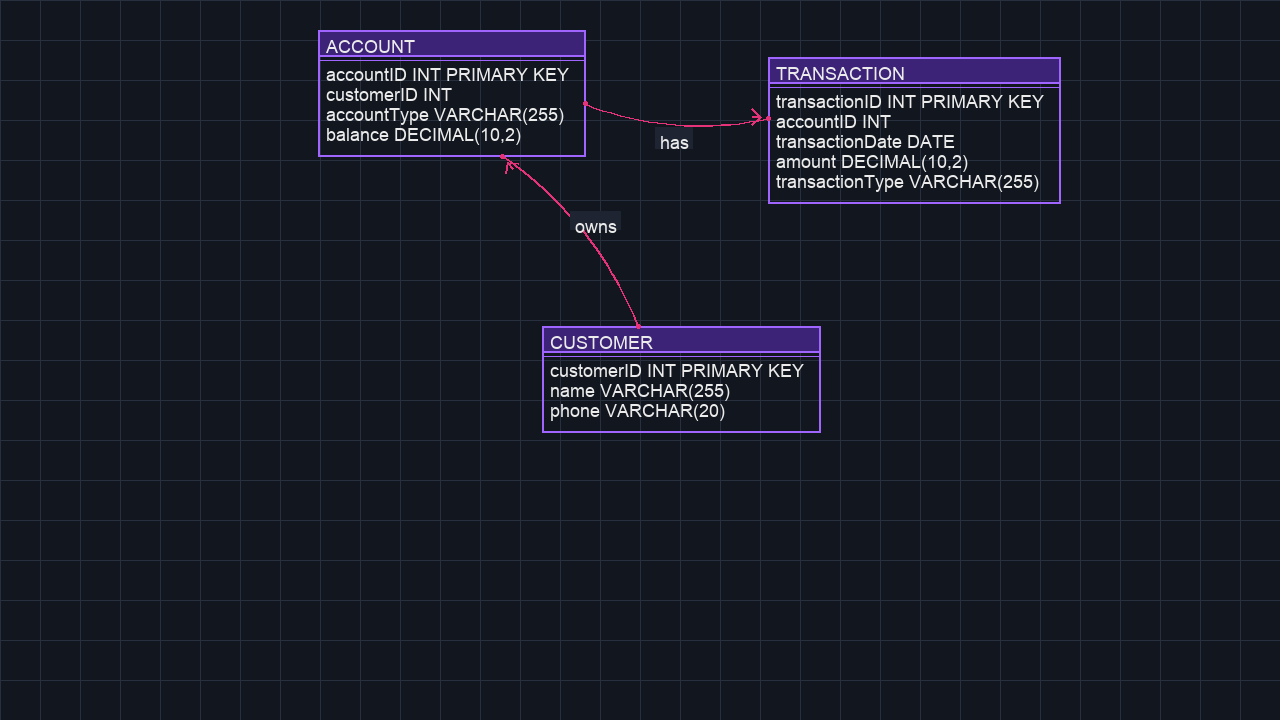 ACCOUNT
accountID INT PRIMARY KEY
customerID INT
accountType VARCHAR(255)
balance DECIMAL(10,2)
has
TRANSACTION
transactionID INT PRIMARY KEY
accountID INT
transactionDate DATE
amount DECIMAL(10,2)
transactionType VARCHAR(255)
owns
CUSTOMER
customerID INT PRIMARY KEY
name VARCHAR(255)
phone VARCHAR(20)